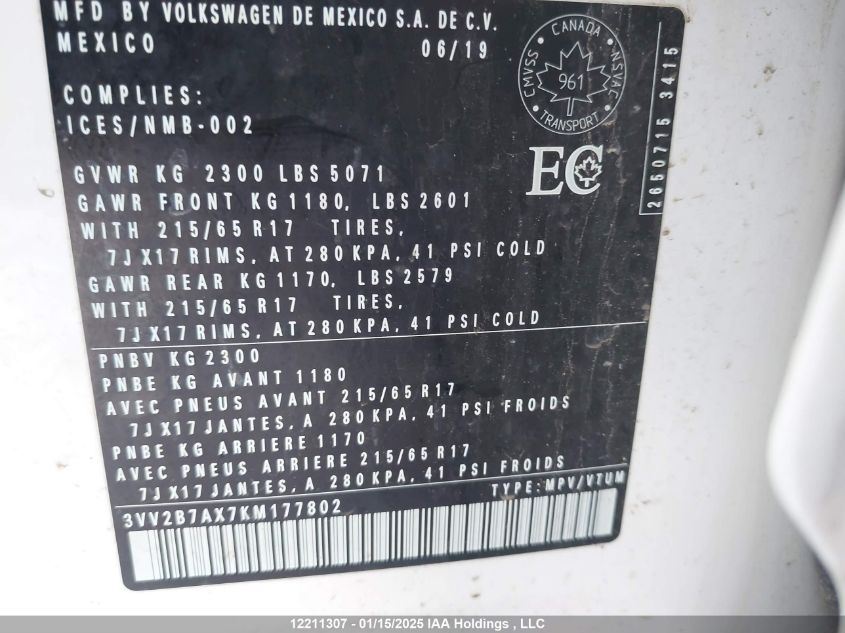 MFD BY VOLKSWAGEN DE MEXICO S.A. DE C.V.
MEXICO 06/19
CANADA
CMVSS 961 NSVAC
TRANSPORT
2650715 3415
COMPLIES:
ICES/NMB-002
EC
GVWR KG 2300 LBS 5071
GAWR FRONT KG 1180, LBS 2601
WITH 215/65 R17 TIRES,
7J X17 RIMS, AT 280 KPA, 41 PSI COLD
GAWR REAR KG 1170, LBS 2579
WITH 215/65 R17 TIRES,
7J X17 RIMS, AT 280 KPA, 41 PSI COLD
PNBV KG 2300
PNBE KG AVANT 1180
AVEC PNEUS AVANT 215/65 R17
7J X17 JANTES, A 280 KPA, 41 PSI FROIDS
PNBE KG ARRIERE 1170
AVEC PNEUS ARRIERE 215/65 R17
7J X17 JANTES, A 280 KPA, 41 PSI FROIDS
TYPE: MPV/VTUM
3VV2B7AX7KM177802
12211307 - 01/15/2025 IAA Holdings , LLC